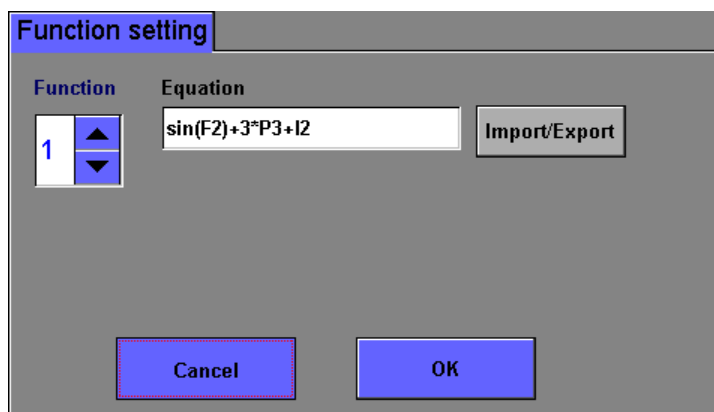 Function setting
Function
Equation
1
sin(F2)+3*P3+I2
Import/Export
Cancel
OK